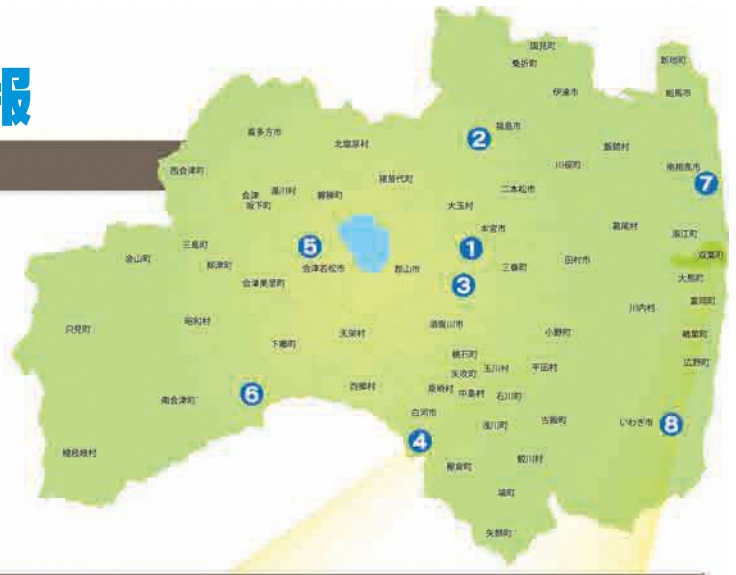 報
国見町
桑折町
新地町
伊達市
相馬市
喜多方市
福島市
②
北塩原村
飯舘村
西会津町
川俣町
南相馬市
⑦
猪苗代町
会津
坂下町
湯川村
磐梯町
二本松市
大玉村
葛尾村
本宮市
浪江町
三島町
⑤
①
双葉町
金山町
柳津町
会津若松市
郡山市
三春町
田村市
大熊町
会津美里町
③
富岡町
川内村
只見町
昭和村
天栄村
須賀川市
小野町
楢葉町
下郷町
鏡石町
広野町
矢吹町
玉川村
平田村
西郷村
泉崎村
中島村
石川町
南会津町
⑥
白河市
浅川町
古殿町
いわき市
⑧
④
檜枝岐村
棚倉町
鮫川村
塙町
矢祭町